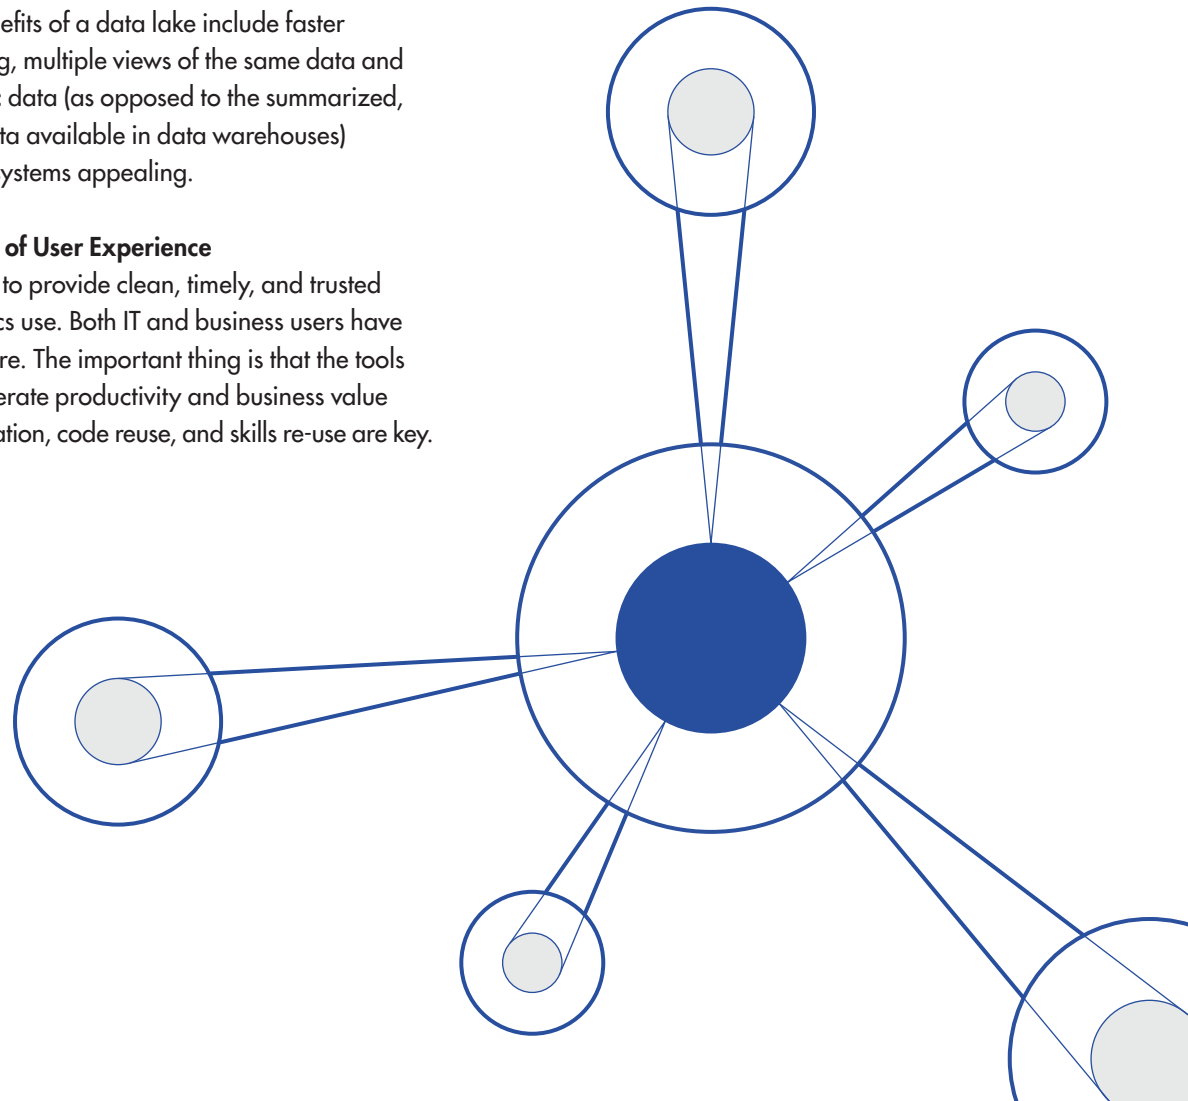 efits of a data lake include faster
g, multiple views of the same data and
data (as opposed to the summarized,
ta available in data warehouses)
systems appealing.
of User Experience
to provide clean, timely, and trusted
cs use. Both IT and business users have
re. The important thing is that the tools
erate productivity and business value
ation, code reuse, and skills re-use are key.